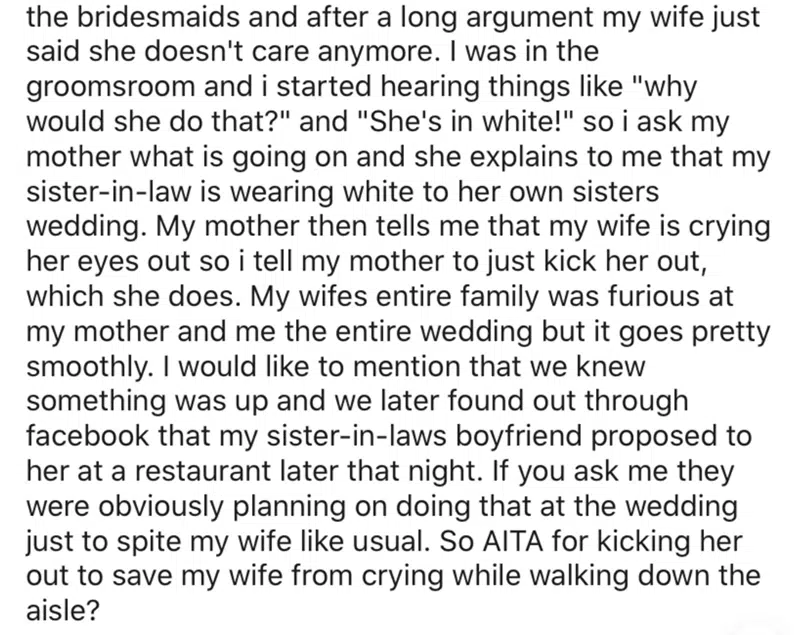 the bridesmaids and after a long argument my wife just
said she doesn't care anymore. I was in the
groomsroom and i started hearing things like "why
would she do that?" and "She's in white!" so i ask my
mother what is going on and she explains to me that my
sister-in-law is wearing white to her own sisters
wedding. My mother then tells me that my wife is crying
her eyes out so i tell my mother to just kick her out,
which she does. My wifes entire family was furious at
my mother and me the entire wedding but it goes pretty
smoothly. I would like to mention that we knew
something was up and we later found out through
facebook that my sister-in-laws boyfriend proposed to
her at a restaurant later that night. If you ask me they
were obviously planning on doing that at the wedding
just to spite my wife like usual. So AITA for kicking her
out to save my wife from crying while walking down the
aisle?